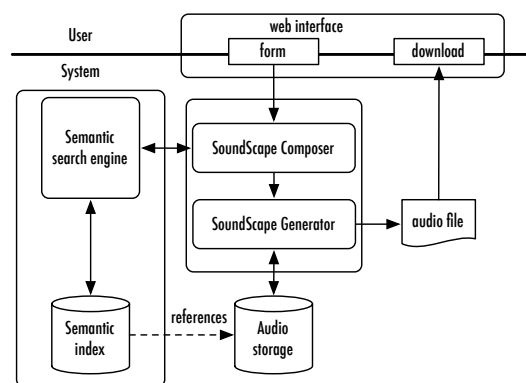 User
web interface
form
download
System
Semantic
search engine
SoundScape Composer
SoundScape Generator
audio file
references
Semantic
index
Audio
storage